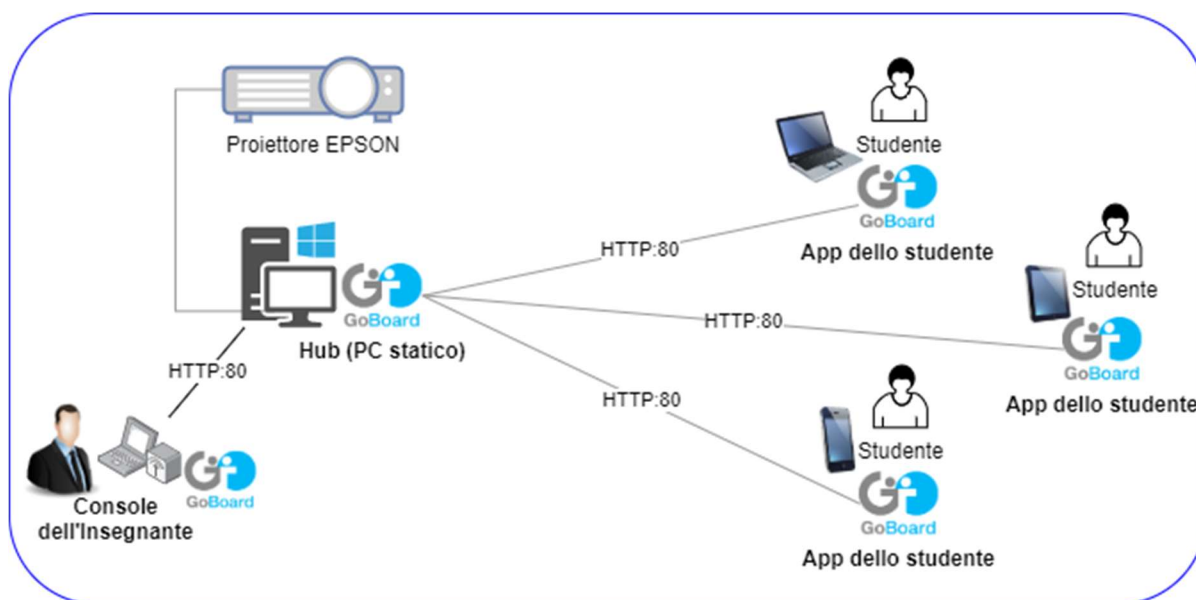 Proiettore EPSON
Studente
GoBoard
App dello studente
HTTP:80
Studente
GoBoard
App dello studente
HTTP:80
GoBoard
Hub (PC statico)
HTTP:80
HTTP:80
Studente
GoBoard
App dello studente
GoBoard
Console
dell'Insegnante